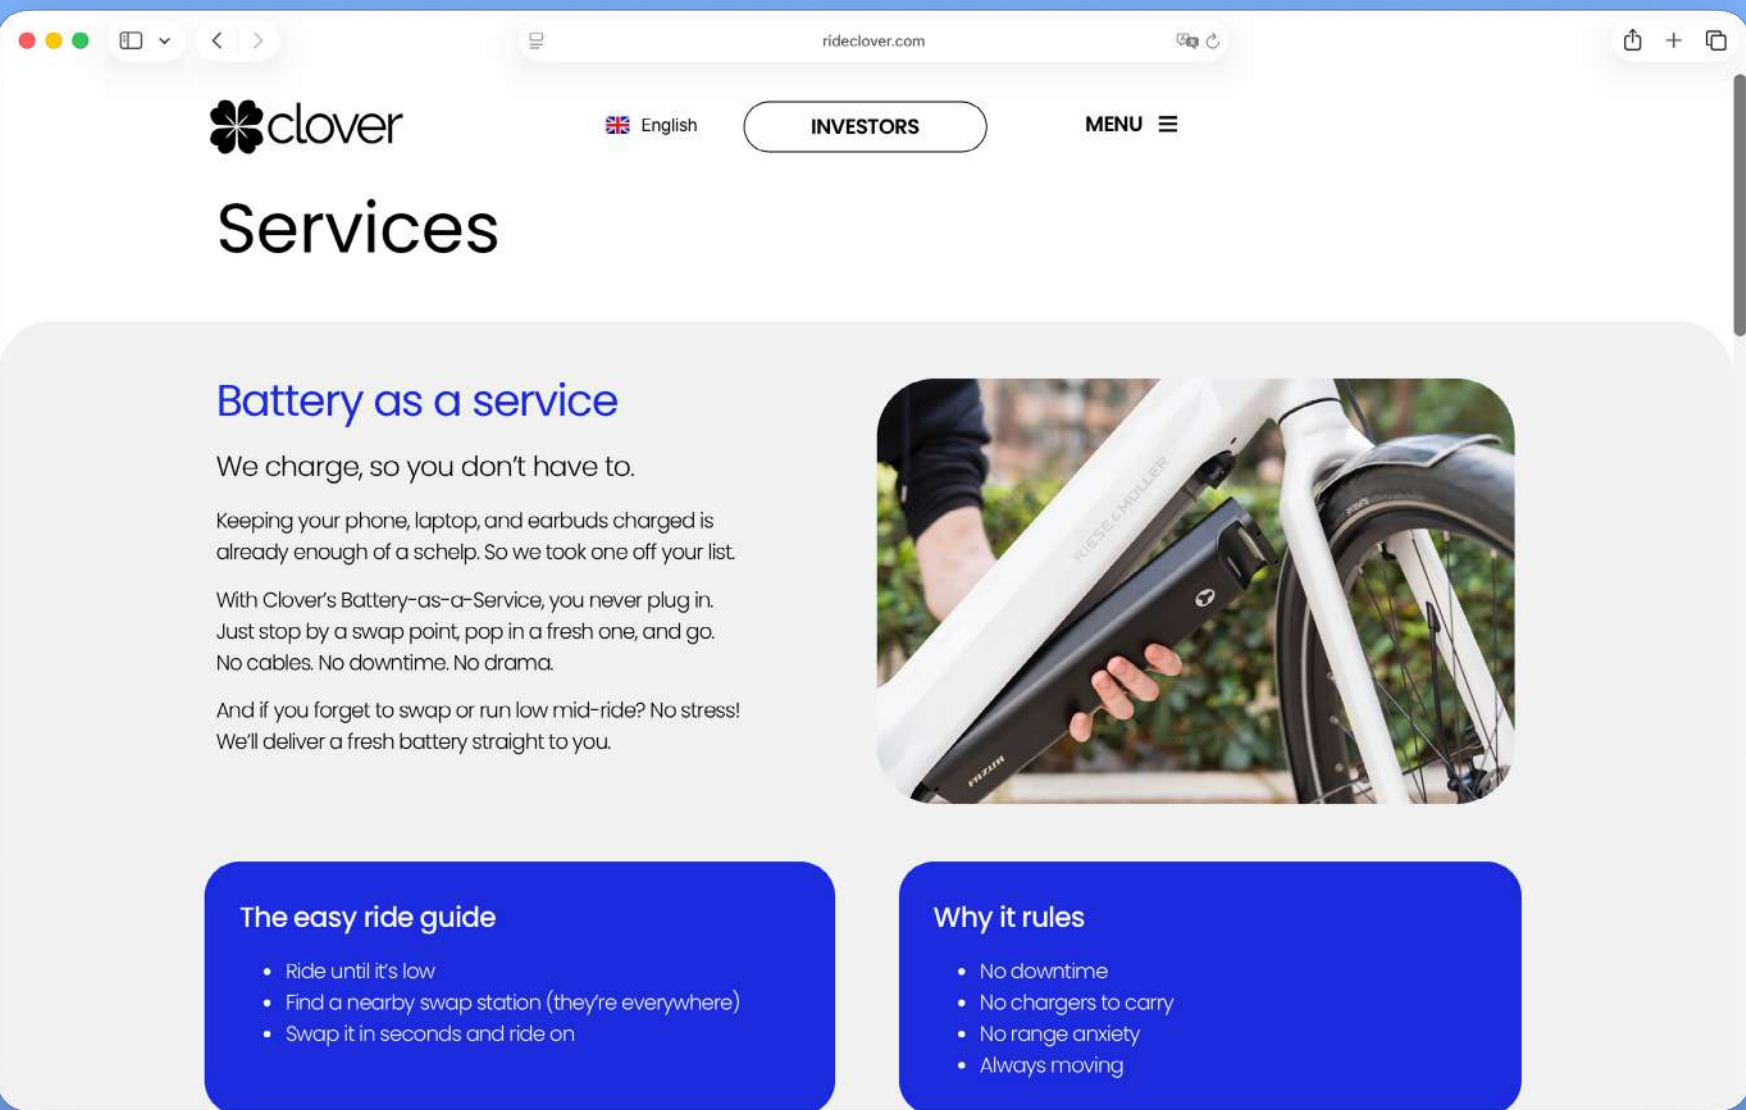 rideclover.com
clover
English
INVESTORS
MENU
Services
Battery as a service
We charge, so you don't have to.
Keeping your phone, laptop, and earbuds charged is
already enough of a schelp. So we took one off your list.
With Clover's Battery-as-a-Service, you never plug in.
Just stop by a swap point, pop in a fresh one, and go.
No cables. No downtime. No drama.
And if you forget to swap or run low mid-ride? No stress!
We'll deliver a fresh battery straight to you.
RIESE & MÜLLER
FAZUA
The easy ride guide
• Ride until it's low
• Find a nearby swap station (they're everywhere)
• Swap it in seconds and ride on
Why it rules
• No downtime
• No chargers to carry
• No range anxiety
• Always moving